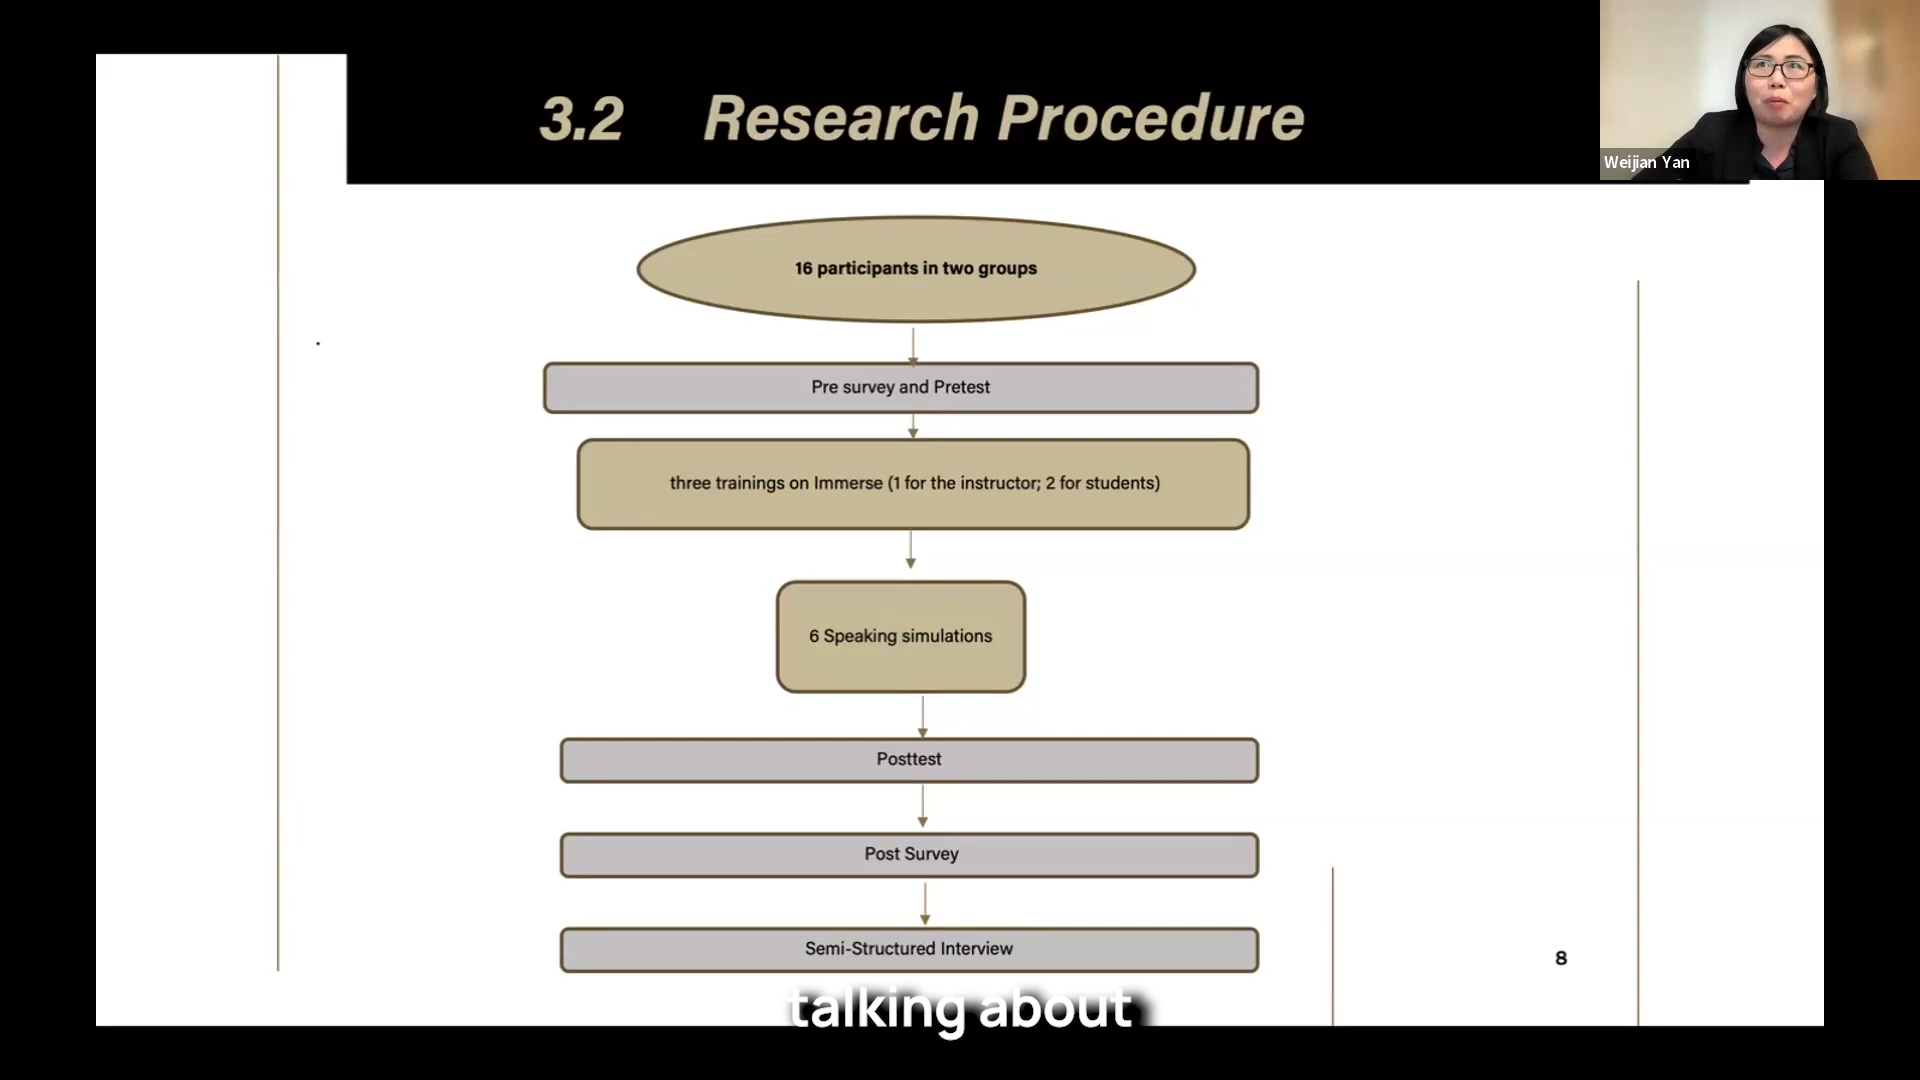 3.2 Research Procedure
Weijian Yan
16 participants in two groups
Pre survey and Pretest
three trainings on Immerse (1 for the instructor; 2 for students)
6 Speaking simulations
Posttest
Post Survey
Semi-Structured Interview
8
talking about